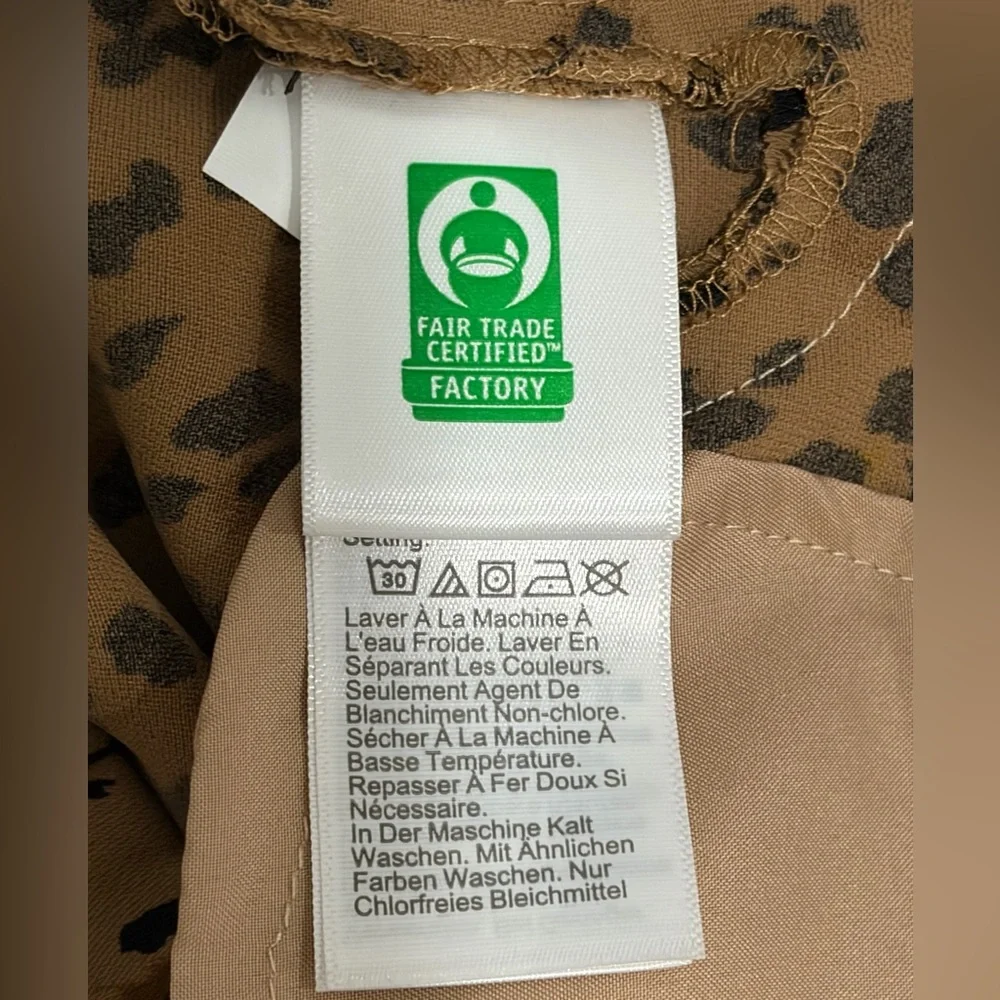 FAIR TRADE
CERTIFIED™
FACTORY
Setting.
30
Laver À La Machine À
L'eau Froide. Laver En
Séparant Les Couleurs.
Seulement Agent De
Blanchiment Non-chlore.
Sécher À La Machine À
Basse Température.
Repasser À Fer Doux Si
Nécessaire.
In Der Maschine Kalt
Waschen. Mit Ähnlichen
Farben Waschen. Nur
Chlorfreies Bleichmittel